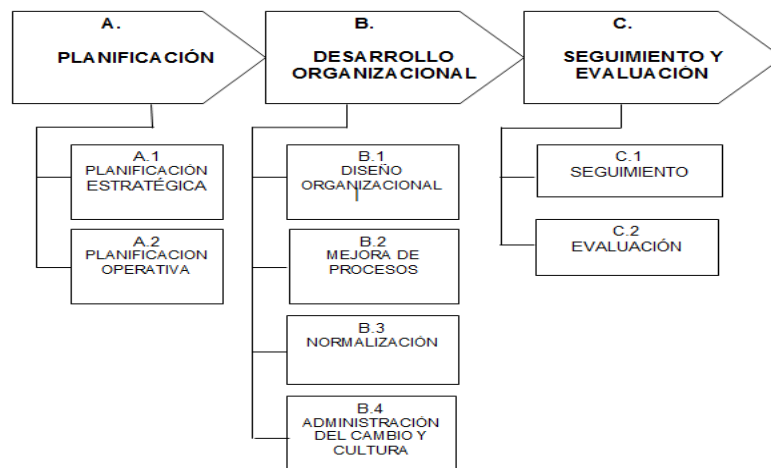 A.
PLANIFICACIÓN
B.
DESARROLLO
ORGANIZACIONAL
C.
SEGUIMIENTO Y
EVALUACIÓN
A.1
PLANIFICACIÓN
ESTRATÉGICA
A.2
PLANIFICACION
OPERATIVA
B.1
DISEÑO
ORGANIZACIONAL
B.2
MEJORA DE
PROCESOS
B.3
NORMALIZACIÓN
B.4
ADMINISTRACIÓN
DEL CAMBIO Y
CULTURA
C.1
SEGUIMIENTO
C.2
EVALUACIÓN